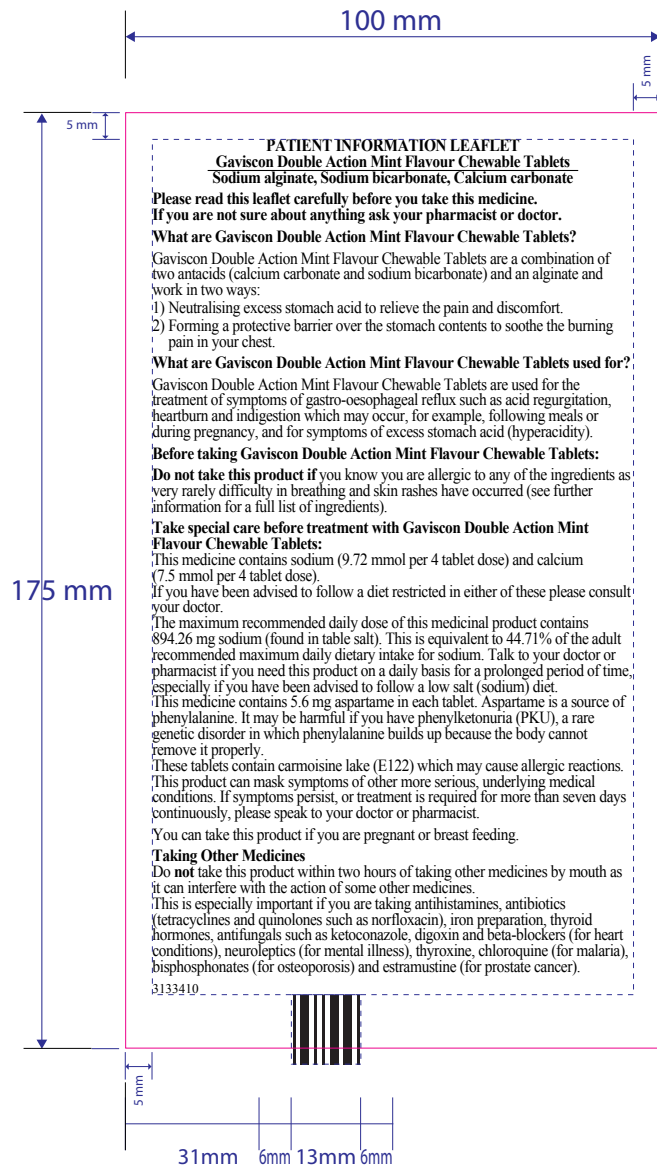 100 mm
5 mm
5 mm
PATIENT INFORMATION LEAFLET
Gaviscon Double Action Mint Flavour Chewable Tablets
Sodium alginate, Sodium bicarbonate, Calcium carbonate
Please read this leaflet carefully before you take this medicine.
If you are not sure about anything ask your pharmacist or doctor.
What are Gaviscon Double Action Mint Flavour Chewable Tablets?
Gaviscon Double Action Mint Flavour Chewable Tablets are a combination of
two antacids (calcium carbonate and sodium bicarbonate) and an alginate and
work in two ways:
1) Neutralising excess stomach acid to relieve the pain and discomfort.
2) Forming a protective barrier over the stomach contents to soothe the burning
pain in your chest.
What are Gaviscon Double Action Mint Flavour Chewable Tablets used for?
Gaviscon Double Action Mint Flavour Chewable Tablets are used for the
treatment of symptoms of gastro-oesophageal reflux such as acid regurgitation,
heartburn and indigestion which may occur, for example, following meals or
during pregnancy, and for symptoms of excess stomach acid (hyperacidity).
Before taking Gaviscon Double Action Mint Flavour Chewable Tablets:
Do not take this product if you know you are allergic to any of the ingredients as
very rarely difficulty in breathing and skin rashes have occurred (see further
information for a full list of ingredients).
Take special care before treatment with Gaviscon Double Action Mint
Flavour Chewable Tablets:
This medicine contains sodium (9.72 mmol per 4 tablet dose) and calcium
(7.5 mmol per 4 tablet dose).
If you have been advised to follow a diet restricted in either of these please consult
your doctor.
The maximum recommended daily dose of this medicinal product contains
894.26 mg sodium (found in table salt). This is equivalent to 44.71% of the adult
recommended maximum daily dietary intake for sodium. Talk to your doctor or
pharmacist if you need this product on a daily basis for a prolonged period of time,
especially if you have been advised to follow a low salt (sodium) diet.
This medicine contains 5.6 mg aspartame in each tablet. Aspartame is a source of
phenylalanine. It may be harmful if you have phenylketonuria (PKU), a rare
genetic disorder in which phenylalanine builds up because the body cannot
remove it properly.
These tablets contain carmoisine lake (E122) which may cause allergic reactions.
This product can mask symptoms of other more serious, underlying medical
conditions. If symptoms persist, or treatment is required for more than seven days
continuously, please speak to your doctor or pharmacist.
You can take this product if you are pregnant or breast feeding.
Taking Other Medicines
Do not take this product within two hours of taking other medicines by mouth as
it can interfere with the action of some other medicines.
This is especially important if you are taking antihistamines, antibiotics
(tetracyclines and quinolones such as norfloxacin), iron preparation, thyroid
hormones, antifungals such as ketoconazole, digoxin and beta-blockers (for heart
conditions), neuroleptics (for mental illness), thyroxine, chloroquine (for malaria),
bisphosphonates (for osteoporosis) and estramustine (for prostate cancer).
3133410
175 mm
5 mm
31mm 6mm 13mm 6mm